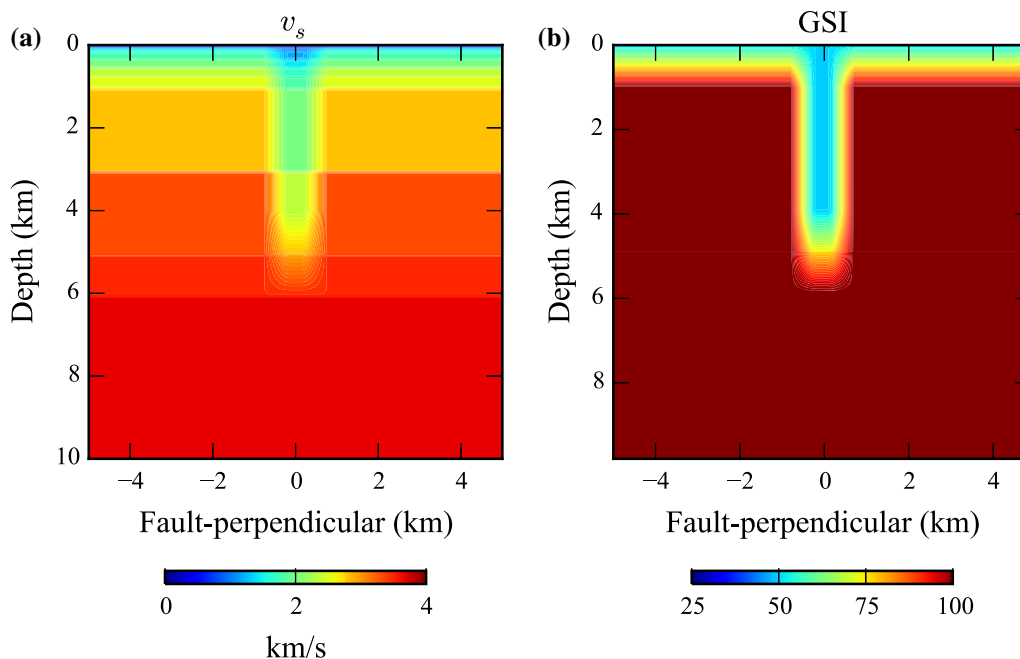 (a)
v_s
0
2
4
6
8
10
Depth (km)
−4 −2 0 2 4
Fault-perpendicular (km)
0 2 4
km/s
(b)
GSI
0
2
4
6
8
Depth (km)
−4 −2 0 2 4
Fault-perpendicular (km)
25 50 75 100